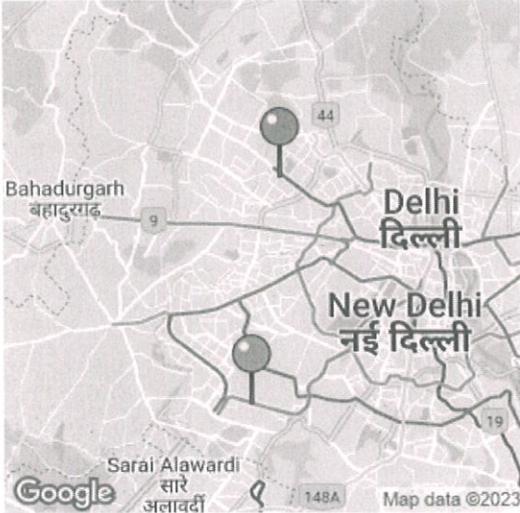 44
Bahadurgarh
बहादुरगढ़
9
Delhi
दिल्ली
New Delhi
नई दिल्ली
19
Sarai Alawardi
सारे
अलावर्दी
Google
148A
Map data ©2023